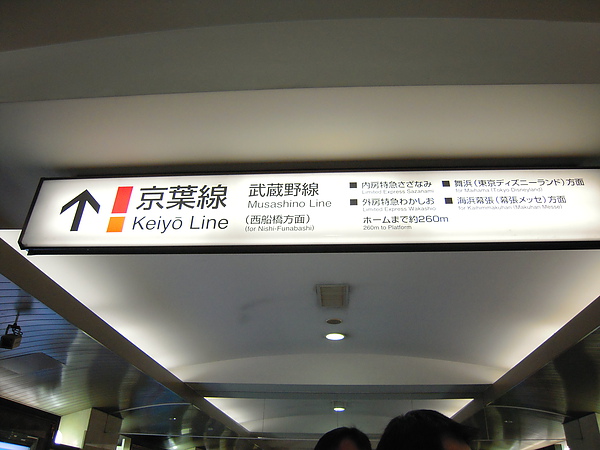 京葉線
Keiyō Line
武蔵野線
Musashino Line
(西船橋方面)
(for Nishi-Funabashi)
■ 内房特急さざなみ
Limited Express Sazanami
■ 外房特急わかしお
Limited Express Wakashio
ホームまで約260m
260m to Platform
■ 舞浜(東京ディズニーランド)方面
for Maihama (Tokyo Disneyland)
■ 海浜幕張(幕張メッセ)方面
for Kaihimmakuhari (Makuhari Messe)